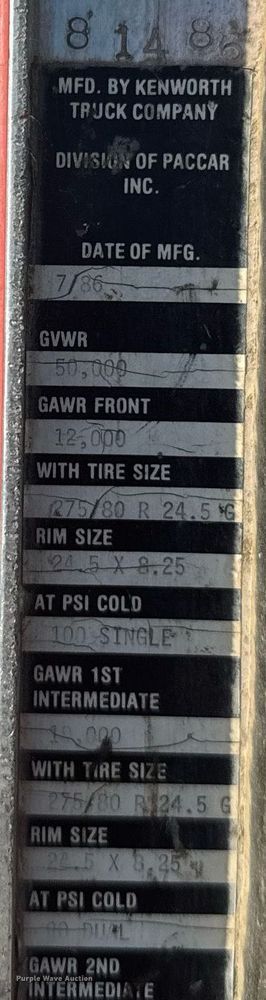 8 14 86
MFD. BY KENWORTH
TRUCK COMPANY
DIVISION OF PACCAR
INC.
DATE OF MFG.
7/86
GVWR
50,000
GAWR FRONT
12,000
WITH TIRE SIZE
275/80 R 24.5 G
RIM SIZE
24.5 X 8.25
AT PSI COLD
100 SINGLE
GAWR 1ST
INTERMEDIATE
WITH TIRE SIZE
275/80 R 24.5 G
RIM SIZE
X 8.25
AT PSI COLD
DUAL
GAWR 2ND
INTERMEDIATE
Purple Wave Auction